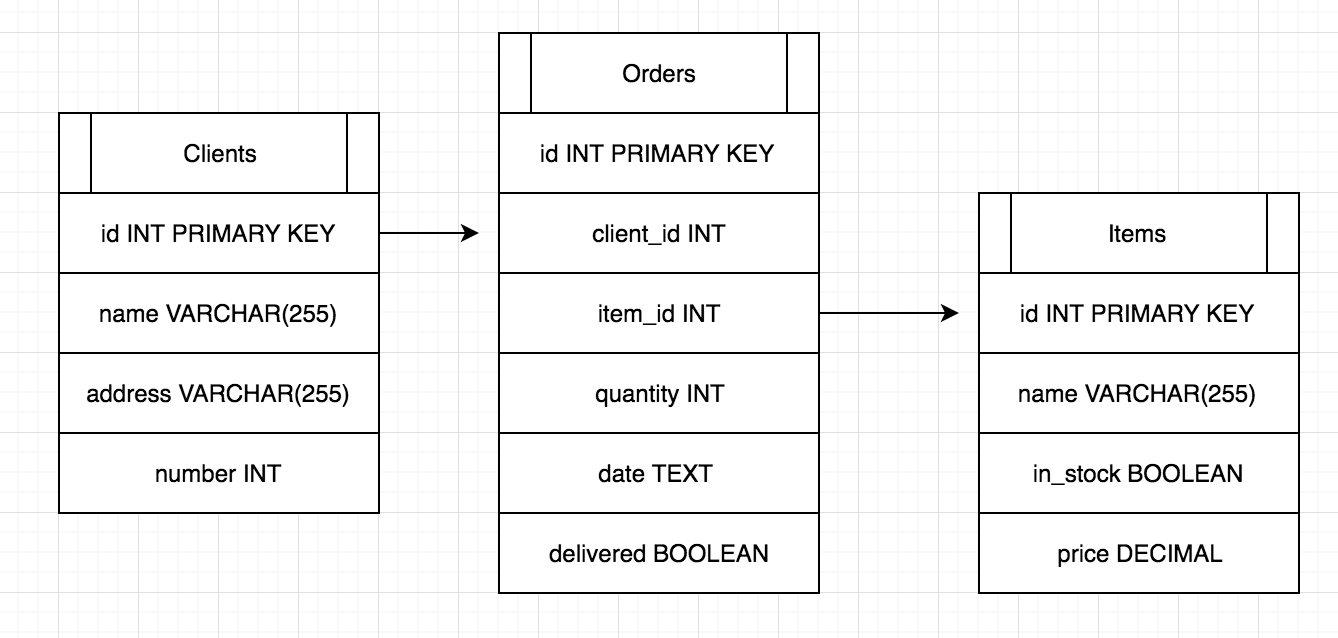 Clients
id INT PRIMARY KEY
name VARCHAR(255)
address VARCHAR(255)
number INT
Orders
id INT PRIMARY KEY
client_id INT
item_id INT
quantity INT
date TEXT
delivered BOOLEAN
Items
id INT PRIMARY KEY
name VARCHAR(255)
in_stock BOOLEAN
price DECIMAL